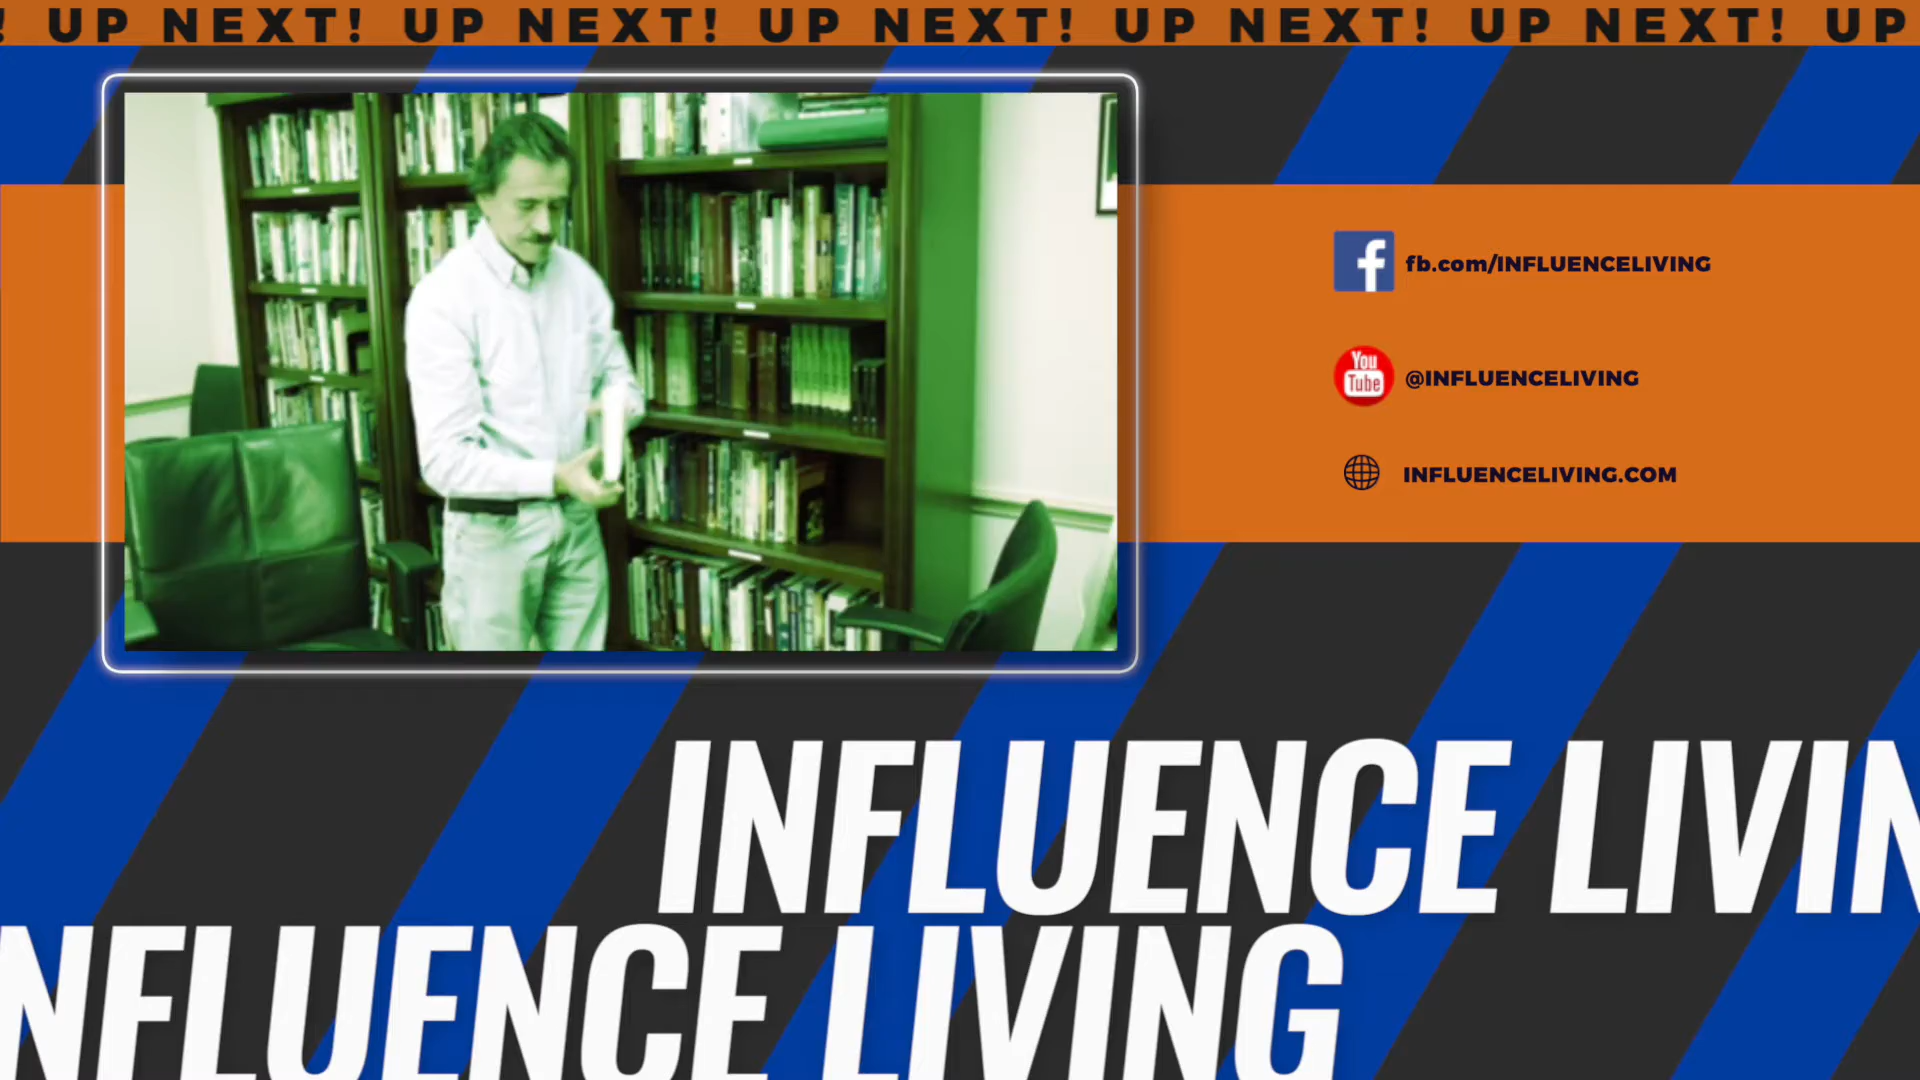 ! UP NEXT! UP NEXT! UP NEXT! UP NEXT! UP NEXT! UP
fb.com/INFLUENCELIVING
You
Tube
@INFLUENCELIVING
INFLUENCELIVING.COM
INFLUENCE LIVIN
NFLUENCE LIVING